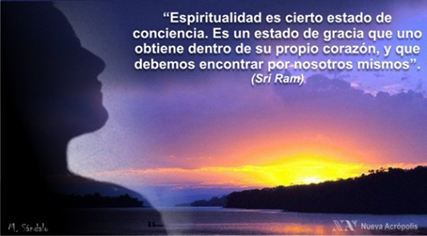 “Espiritualidad es cierto estado de
conciencia. Es un estado de gracia que uno
obtiene dentro de su propio corazón, y que
debemos encontrar por nosotros mismos”.
(Sri Ram)
M. Sándalo
Nueva Acrópolis